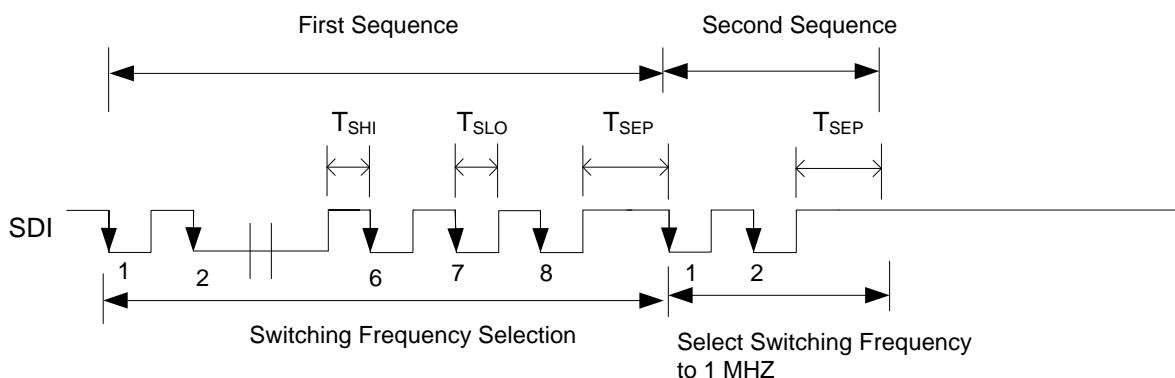 First Sequence
Second Sequence
TSHI
TSLO
TSEP
TSEP
SDI
1
2
6
7
8
1
2
Switching Frequency Selection
Select Switching Frequency
to 1 MHZ